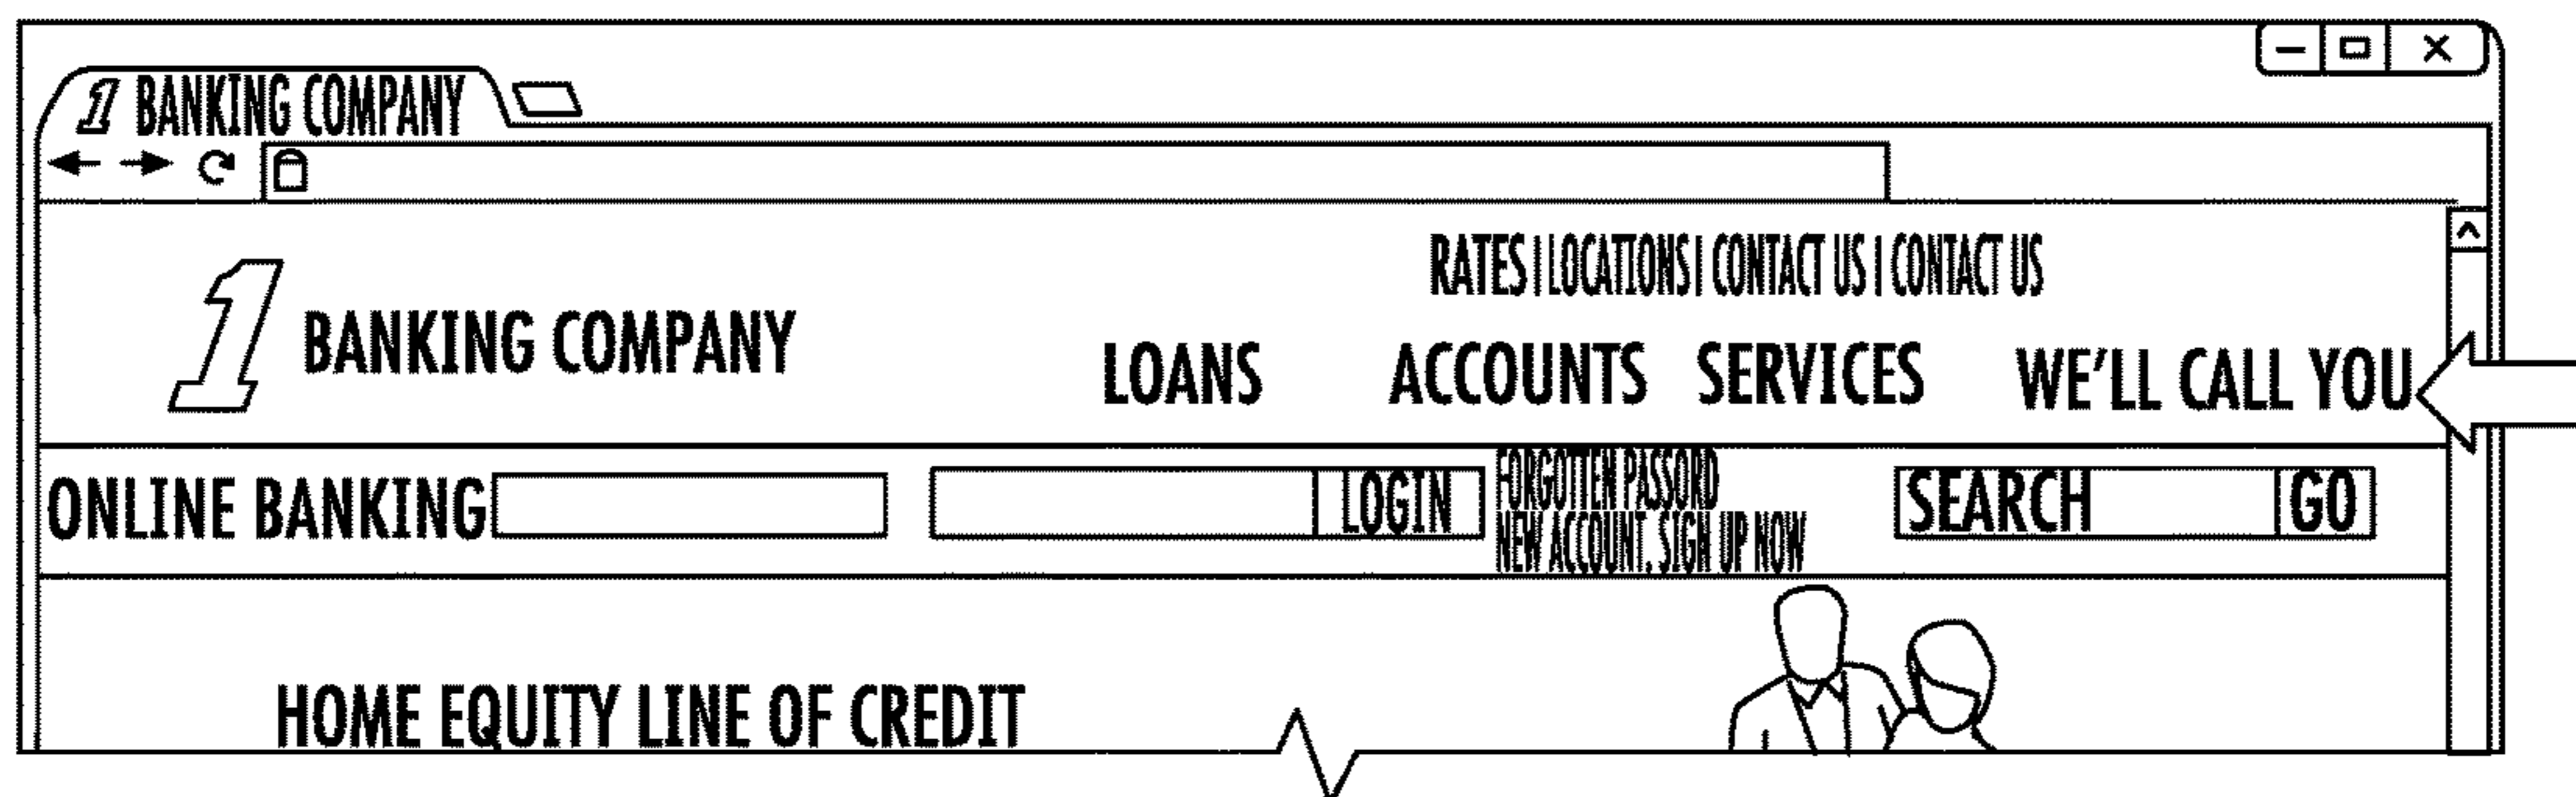 1 BANKING COMPANY
RATES | LOCATIONS | CONTACT US | CONTACT US
1 BANKING COMPANY
LOANS ACCOUNTS SERVICES WE'LL CALL YOU
ONLINE BANKING LOGIN
FORGOTTEN PASSORD
NEW ACCOUNT. SIGN UP NOW
SEARCH GO
HOME EQUITY LINE OF CREDIT